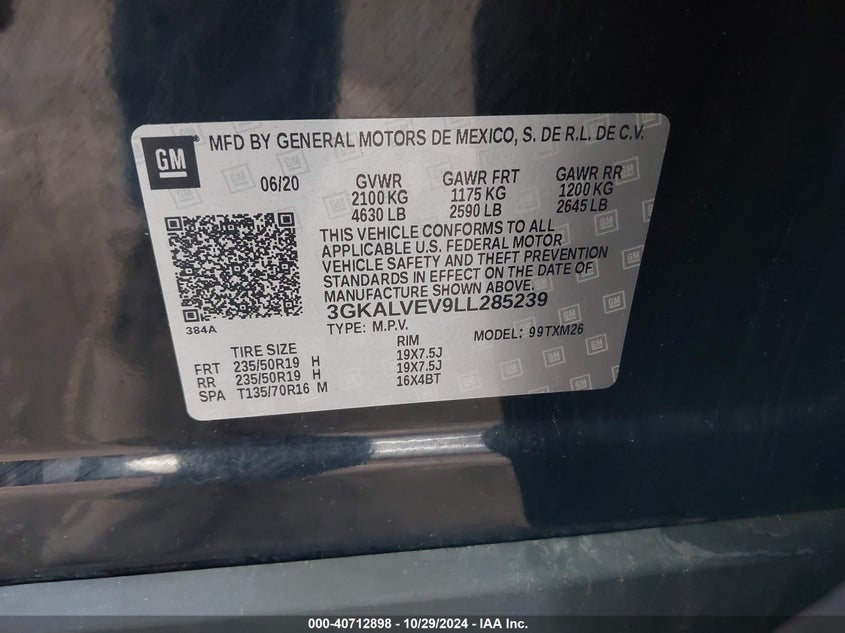 GM
MFD BY GENERAL MOTORS DE MEXICO, S. DE R.L. DE C.V.
06/20 GVWR GAWR FRT GAWR RR
2100 KG 1175 KG 1200 KG
4630 LB 2590 LB 2645 LB
THIS VEHICLE CONFORMS TO ALL
APPLICABLE U.S. FEDERAL MOTOR
VEHICLE SAFETY AND THEFT PREVENTION
STANDARDS IN EFFECT ON THE DATE OF
MANUFACTURE SHOWN ABOVE.
3GKALVEV9LL285239
384A
TYPE: M.P.V. MODEL: 99TXM26
TIRE SIZE RIM
FRT 235/50R19 H 19X7.5J
RR 235/50R19 H 19X7.5J
SPA T135/70R16 M 16X4BT
000-40712898 - 10/29/2024 - IAA Inc.